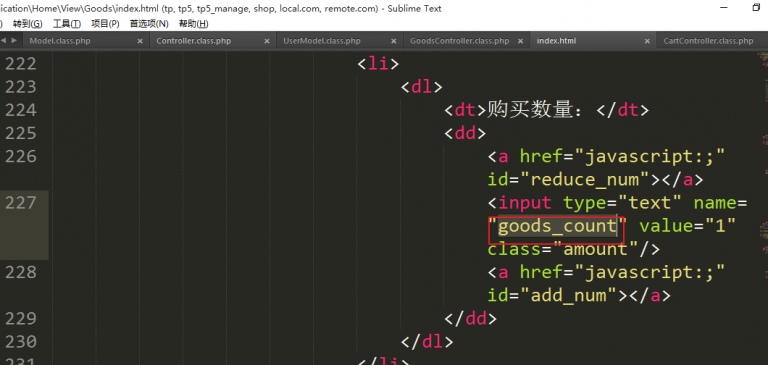 ication\Home\View\Goods\index.html (tp, tp5, tp5_manage, shop, local.com, remote.com) - Sublime Text
转到(G) 工具(T) 项目(P) 首选项(N) 帮助(H)
Model.class.php × Controller.class.php × UserModel.class.php × GoodsController.class.php × index.html × CartController.class.php
222 <li>
223 <dl>
224 <dt>购买数量：</dt>
225 <dd>
226 <a href="javascript:;"
id="reduce_num"></a>
227 <input type="text" name=
"goods_count" value="1"
class="amount"/>
228 <a href="javascript:;"
id="add_num"></a>
229 </dd>
230 </dl>
231 </li>